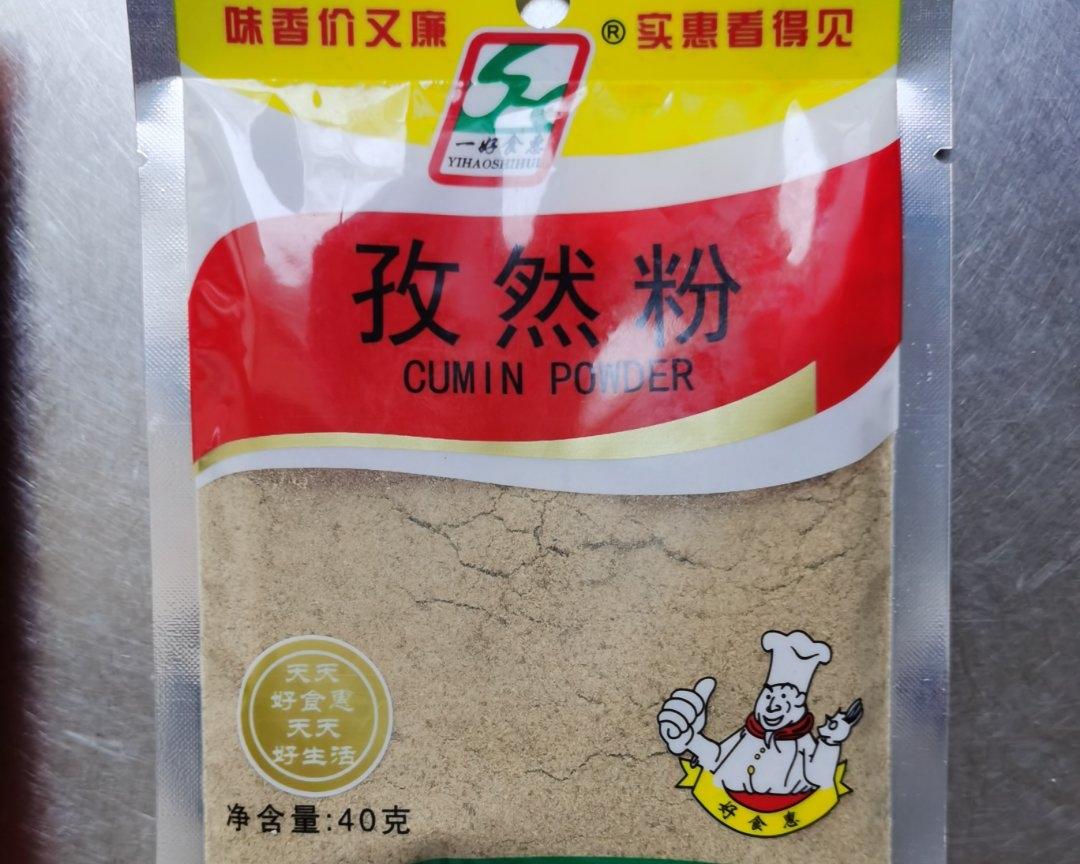 味香价又廉 ® 实惠看得见
一好食惠
YIHAOSHIHUI
孜然粉
CUMIN POWDER
天天
好食惠
天天
好生活
净含量:40克
好食惠